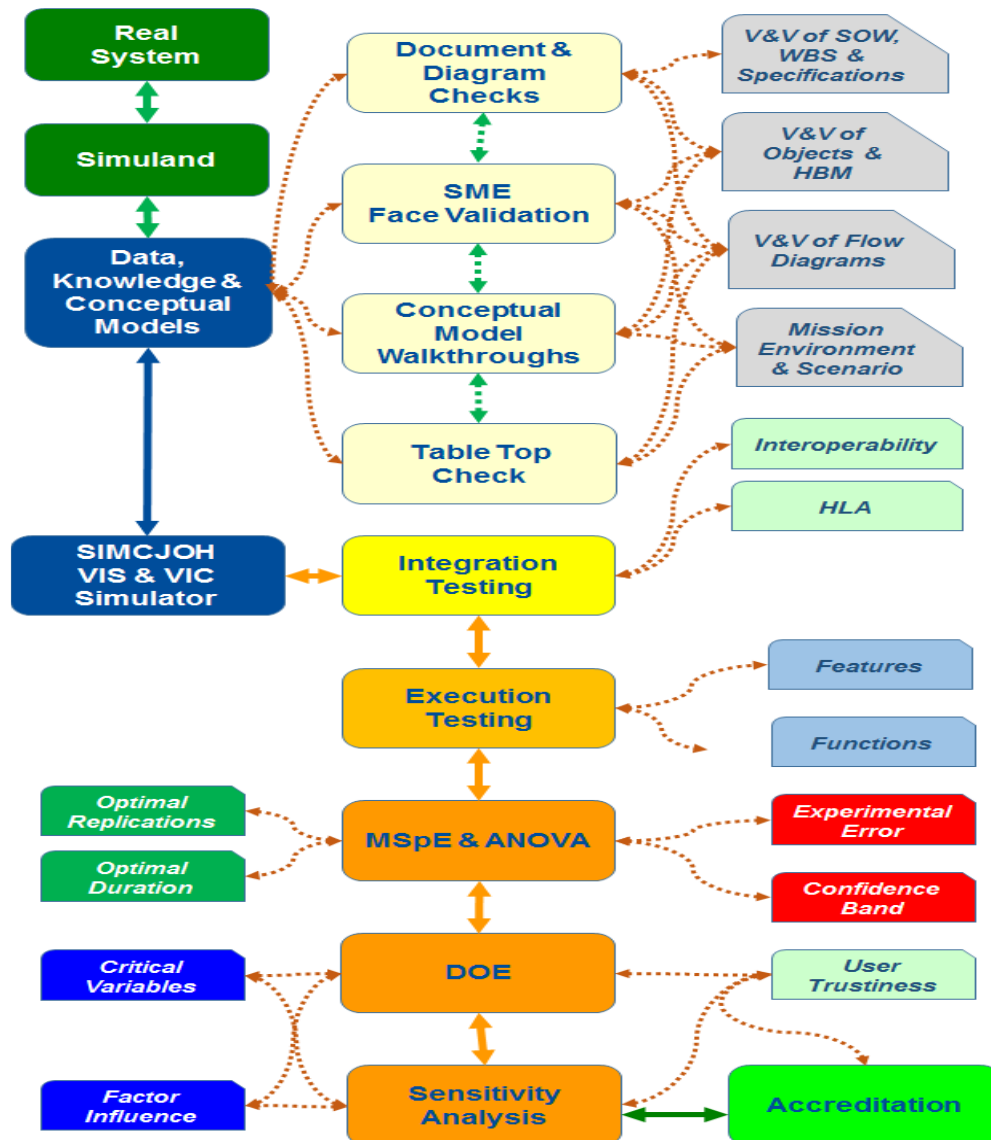 Real
System
Simuland
Data,
Knowledge &
Conceptual
Models
SIMCJOH
VIS & VIC
Simulator
Document &
Diagram
Checks
SME
Face Validation
Conceptual
Model
Walkthroughs
Table Top
Check
V&V of SOW,
WBS &
Specifications
V&V of
Objects &
HBM
V&V of Flow
Diagrams
Mission
Environment
& Scenario
Interoperability
HLA
Integration
Testing
Execution
Testing
Features
Functions
Optimal
Replications
Optimal
Duration
MSpE & ANOVA
Experimental
Error
Confidence
Band
Critical
Variables
DOE
User
Trustiness
Factor
Influence
Sensitivity
Analysis
Accreditation